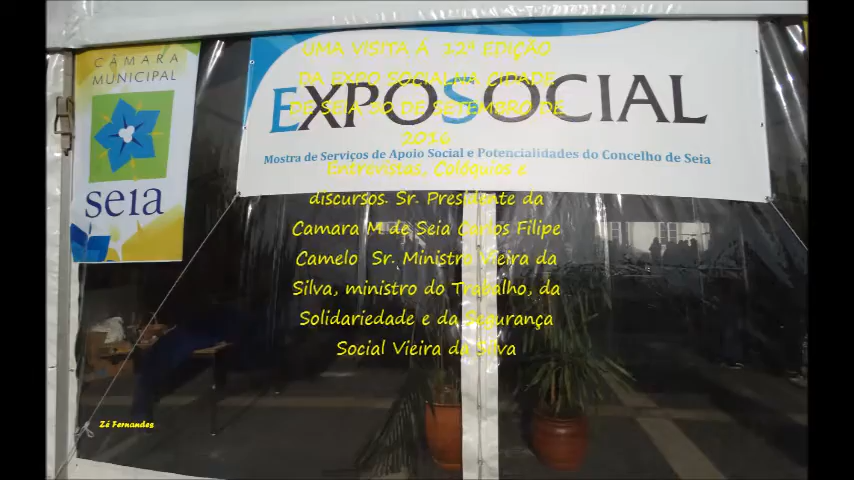 CÂMARA
MUNICIPAL
seia
EXPOSOCIAL
Mostra de Serviços de Apoio Social e Potencialidades do Concelho de Seia
UMA VISITA Á 12ª EDIÇÃO
DA EXPO SOCIAL NA CIDADE
DE SEIA 30 DE SETEMBRO DE
2016
Entrevistas, Colóquios e
discursos. Sr. Presidente da
Camara M de Seia Carlos Filipe
Camelo Sr. Ministro Vieira da
Silva, ministro do Trabalho, da
Solidariedade e da Segurança
Social Vieira da Silva
Zé Fernandes